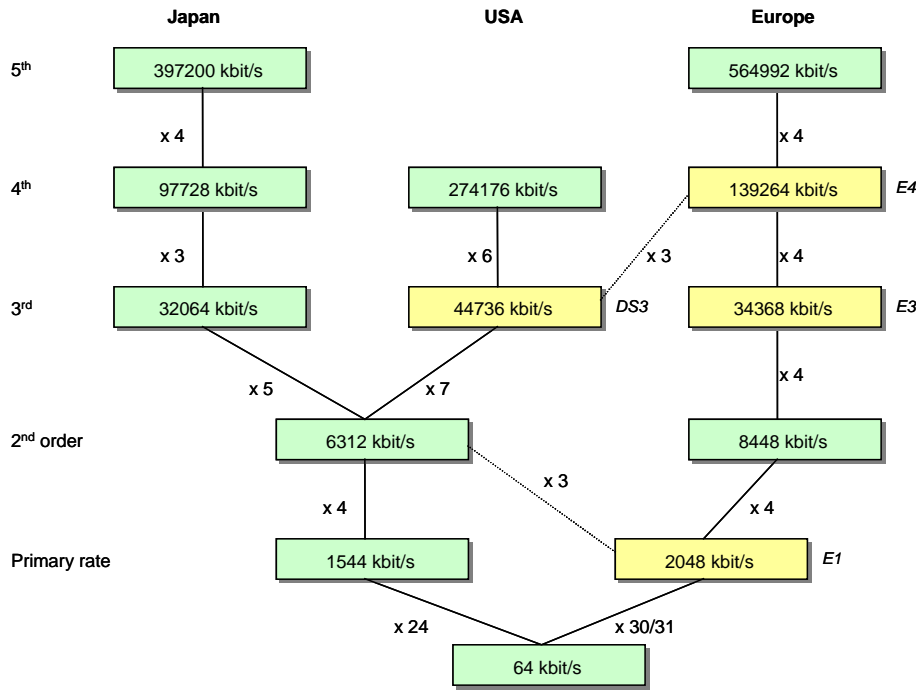 Japan USA Europe
5th 397200 kbit/s 564992 kbit/s
x 4 x 4
4th 97728 kbit/s 274176 kbit/s 139264 kbit/s E4
x 3 x 6 x 3 x 4
3rd 32064 kbit/s 44736 kbit/s DS3 34368 kbit/s E3
x 5 x 7 x 4
2nd order 6312 kbit/s 8448 kbit/s
x 4 x 3 x 4
Primary rate 1544 kbit/s 2048 kbit/s E1
x 24 x 30/31
64 kbit/s